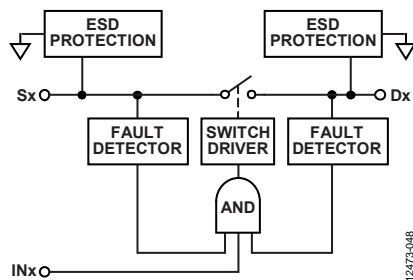 ESD
PROTECTION
ESD
PROTECTION
Sx
Dx
FAULT
DETECTOR
SWITCH
DRIVER
FAULT
DETECTOR
AND
INx
12473-048